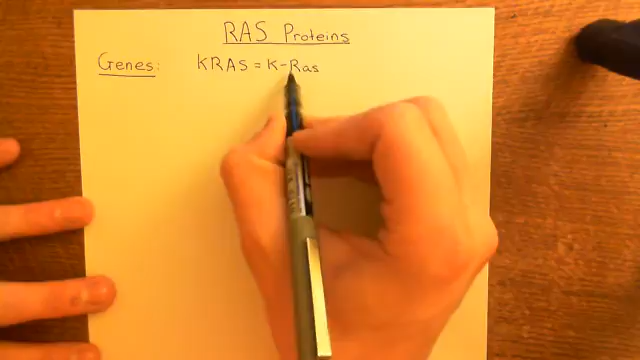 RAS Proteins
Genes: KRAS = K-Ras